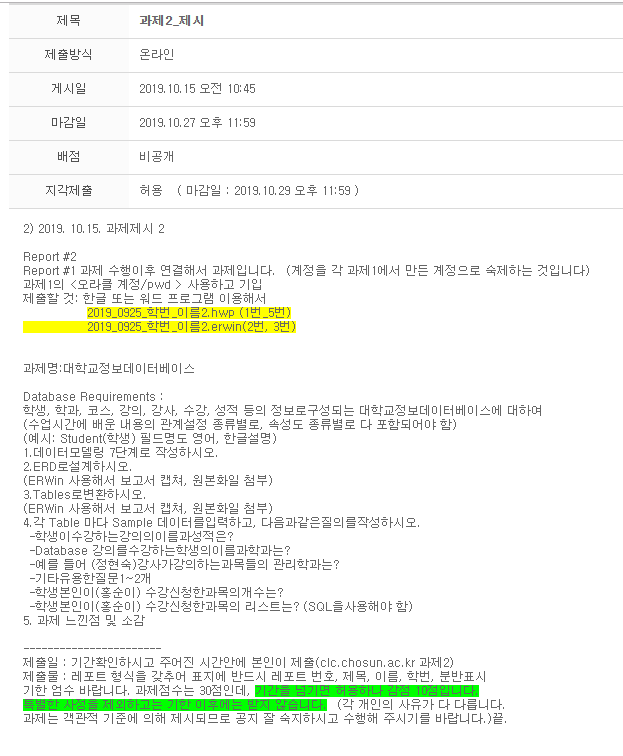 제목 과제2_제시
제출방식 온라인
게시일 2019.10.15 오전 10:45
마감일 2019.10.27 오후 11:59
배점 비공개
지각제출 허용 ( 마감일 : 2019.10.29 오후 11:59 )
2) 2019. 10.15. 과제제시 2
Report #2
Report #1 과제 수행이후 연결해서 과제입니다. (계정을 각 과제1에서 만든 계정으로 숙제하는 것입니다)
과제1의 <오라클 계정/pwd > 사용하고 기입
제출할 것: 한글 또는 워드 프로그램 이용해서
2019_0925_학번_이름2.hwp (1번_5번)
2019_0925_학번_이름2.erwin(2번, 3번)
과제명:대학교정보데이터베이스
Database Requirements :
학생, 학과, 코스, 강의, 강사, 수강, 성적 등의 정보로구성되는 대학교정보데이터베이스에 대하여
(수업시간에 배운 내용의 관계설정 종류별로, 속성도 종류별로 다 포함되어야 함)
(예시: Student(학생) 필드명도 영어, 한글설명)
1.데이터모델링 7단계로 작성하시오.
2.ERD로설계하시오.
(ERWin 사용해서 보고서 캡쳐, 원본화일 첨부)
3.Tables로변환하시오.
(ERWin 사용해서 보고서 캡쳐, 원본화일 첨부)
4.각 Table 마다 Sample 데이터를입력하고, 다음과같은질의를작성하시오.
-학생이수강하는강의의이름과성적은?
-Database 강의를수강하는학생의이름과학과는?
-예를 들어 (정현숙)강사가강의하는과목들의 관리학과는?
-기타유용한질문1~2개
-학생본인이(홍순이) 수강신청한과목의개수는?
-학생본인이(홍순이) 수강신청한과목의 리스트는? (SQL을사용해야 함)
5. 과제 느낀점 및 소감
-----------------------
제출일 : 기간확인하시고 주어진 시간안에 본인이 제출(clc.chosun.ac.kr 과제2)
제출물 : 레포트 형식을 갖추어 표지에 반드시 레포트 번호, 제목, 이름, 학번, 분반표시
기한 엄수 바랍니다. 과제점수는 30점인데, 기간을 넘기면 허용하나 감점 10점입니다.
특별한 사정을 제외하고는 기한 이후에는 받지 않습니다. (각 개인의 사유가 다 다릅니다.
과제는 객관적 기준에 의해 제시되므로 공지 잘 숙지하시고 수행해 주시기를 바랍니다.)끝.